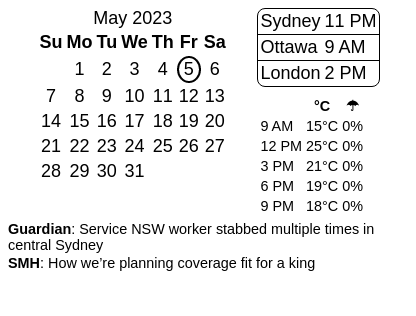 May 2023
Su Mo Tu We Th Fr Sa
1 2 3 4 5 6
7 8 9 10 11 12 13
14 15 16 17 18 19 20
21 22 23 24 25 26 27
28 29 30 31
Sydney 11 PM
Ottawa 9 AM
London 2 PM
°C ☂
9 AM 15°C 0%
12 PM 25°C 0%
3 PM 21°C 0%
6 PM 19°C 0%
9 PM 18°C 0%
Guardian: Service NSW worker stabbed multiple times in
central Sydney
SMH: How we’re planning coverage fit for a king